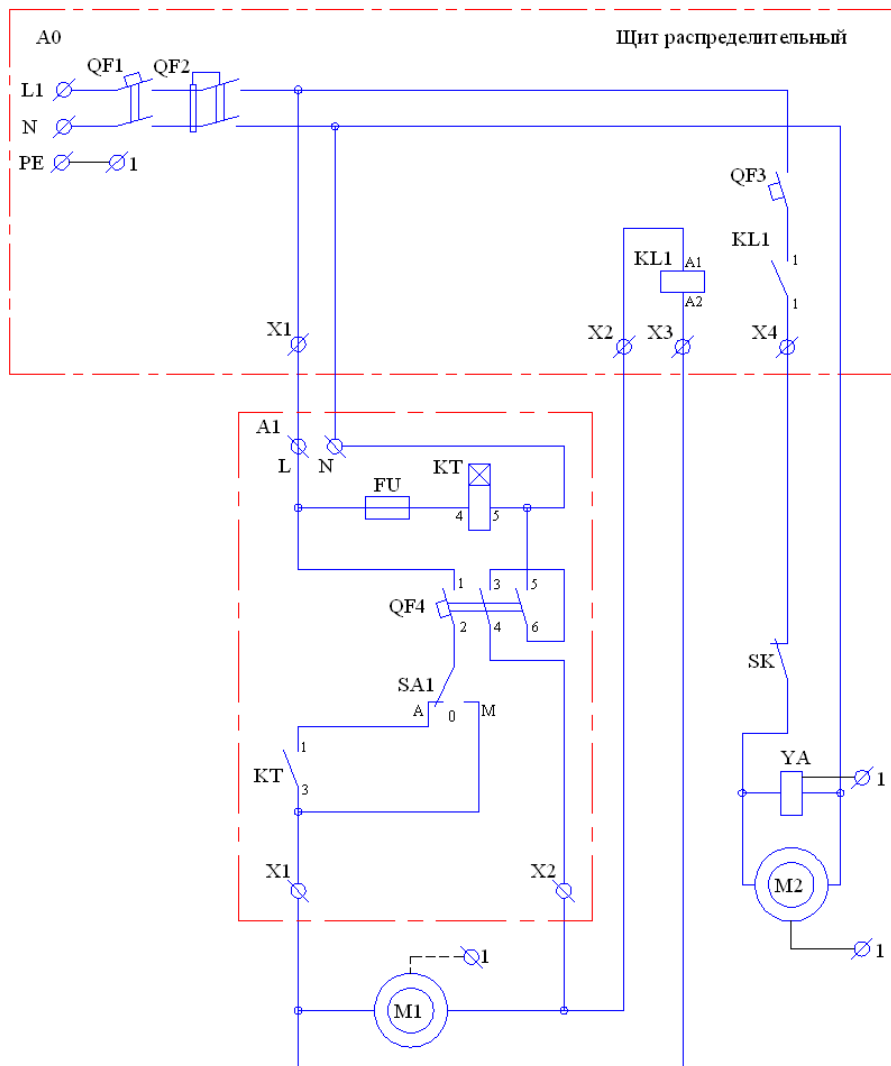 A0
Щит распределительный
QF1 QF2
L1
N
PE 1
QF3
KL1 KL1
A1 1
A2 1
X1 X2 X3 X4
A1
L N KT
FU
4 5
1 3 5
QF4
2 4 6
SK
SA1
A 0 M
1
KT
3
YA
1
X1 X2
M2
1
1
M1